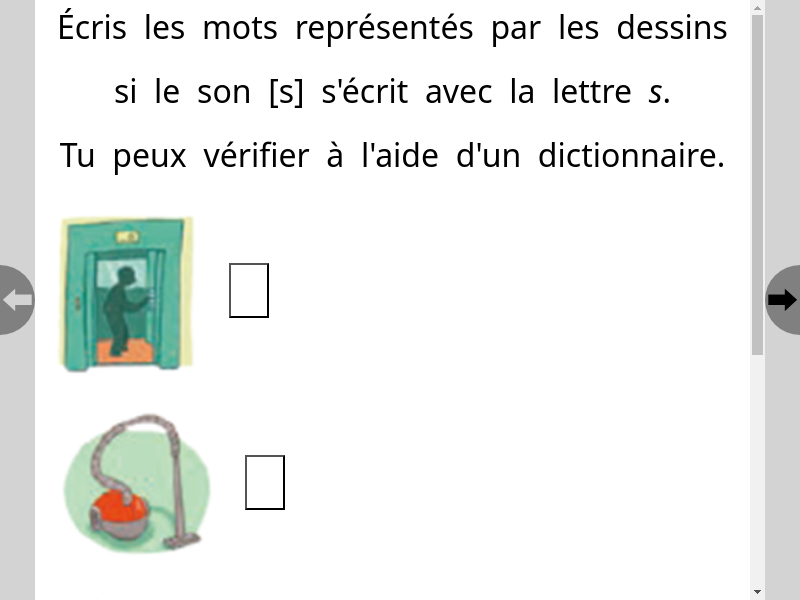 Écris les mots représentés par les dessins
si le son [s] s'écrit avec la lettre s.
Tu peux vérifier à l'aide d'un dictionnaire.